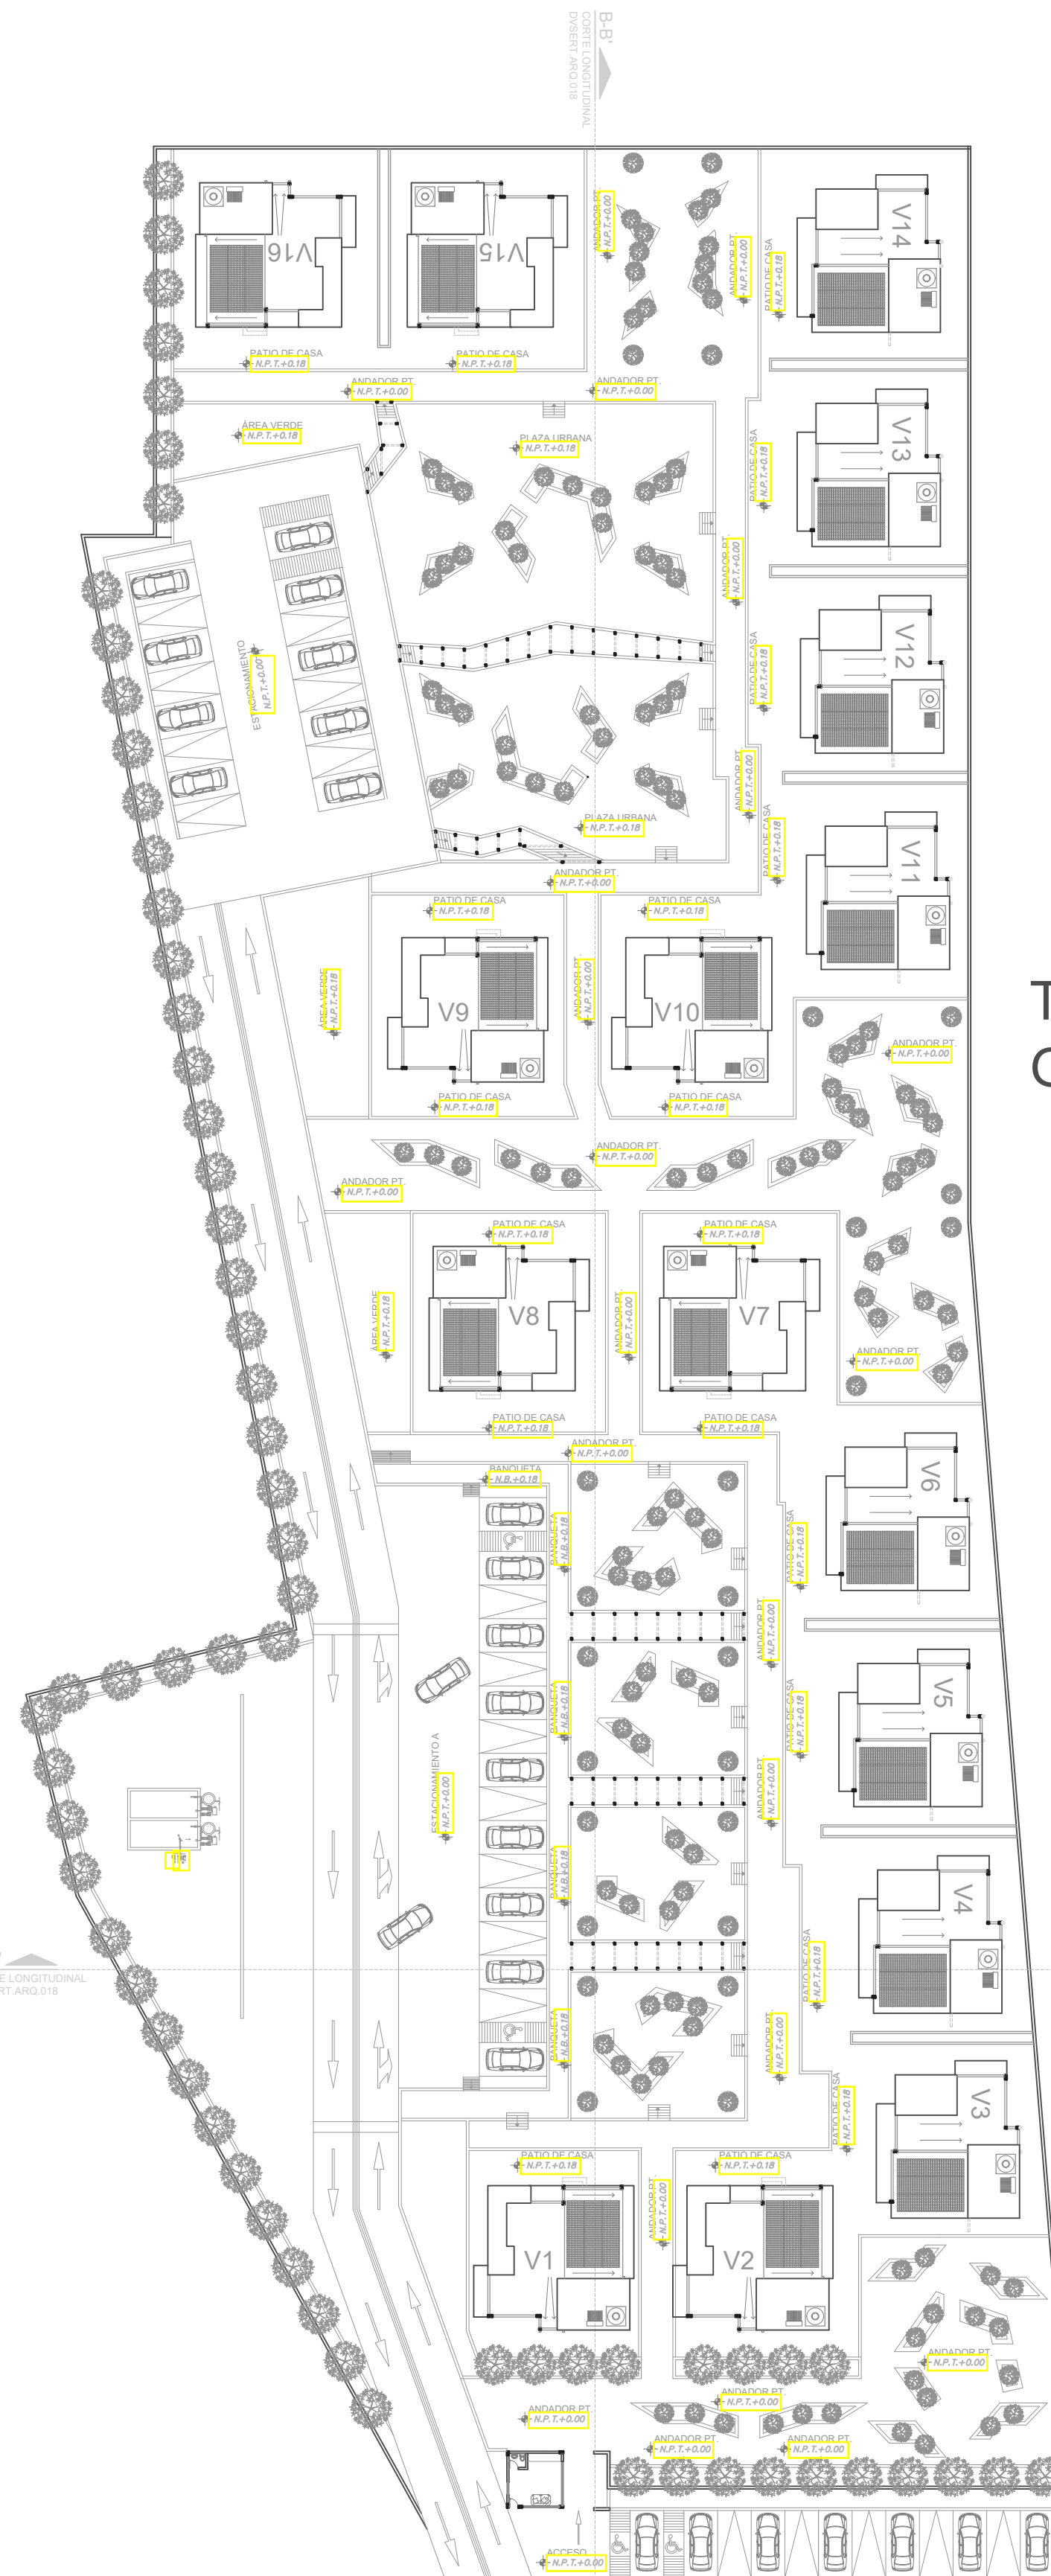 B-B'
CORTE LONGITUDINAL
DVSERT.ARQ.018
V16
V15
V14
ANDADOR PT.
N.P.T.+0.00
ANDADOR PT.
N.P.T.+0.00
PATIO DE CASA
N.P.T.+0.18
PATIO DE CASA
N.P.T.+0.18
PATIO DE CASA
N.P.T.+0.18
ANDADOR PT.
N.P.T.+0.00
ANDADOR PT.
N.P.T.+0.00
ÁREA VERDE
N.P.T.+0.18
PLAZA URBANA
N.P.T.+0.18
PATIO DE CASA
N.P.T.+0.18
V13
ANDADOR PT.
N.P.T.+0.00
ESTACIONAMIENTO
N.P.T.+0.00
PATIO DE CASA
N.P.T.+0.18
V12
ANDADOR PT.
N.P.T.+0.00
PLAZA URBANA
N.P.T.+0.18
PATIO DE CASA
N.P.T.+0.18
V11
ANDADOR PT.
N.P.T.+0.00
PATIO DE CASA
N.P.T.+0.18
PATIO DE CASA
N.P.T.+0.18
ÁREA VERDE
N.P.T.+0.18
V9
ANDADOR PT.
N.P.T.+0.00
V10
T
ANDADOR PT.
N.P.T.+0.00
PATIO DE CASA
N.P.T.+0.18
PATIO DE CASA
N.P.T.+0.18
ANDADOR PT.
N.P.T.+0.00
ANDADOR PT.
N.P.T.+0.00
PATIO DE CASA
N.P.T.+0.18
PATIO DE CASA
N.P.T.+0.18
ÁREA VERDE
N.P.T.+0.18
V8
ANDADOR PT.
N.P.T.+0.00
V7
ANDADOR PT.
N.P.T.+0.00
PATIO DE CASA
N.P.T.+0.18
PATIO DE CASA
N.P.T.+0.18
ANDADOR PT.
N.P.T.+0.00
BANQUETA
N.B.+0.18
BANQUETA
N.B.+0.18
PATIO DE CASA
N.P.T.+0.18
V6
ANDADOR PT.
N.P.T.+0.00
BANQUETA
N.B.+0.18
PATIO DE CASA
N.P.T.+0.18
V5
ESTACIONAMIENTO A
N.P.T.+0.00
ANDADOR PT.
N.P.T.+0.00
BANQUETA
N.B.+0.18
PATIO DE CASA
N.P.T.+0.18
V4
E LONGITUDINAL
RT.ARQ.018
BANQUETA
N.B.+0.18
ANDADOR PT.
N.P.T.+0.00
PATIO DE CASA
N.P.T.+0.18
V3
PATIO DE CASA
N.P.T.+0.18
PATIO DE CASA
N.P.T.+0.18
ANDADOR PT.
N.P.T.+0.00
V1
V2
ANDADOR PT.
N.P.T.+0.00
ANDADOR PT.
N.P.T.+0.00
ANDADOR PT.
N.P.T.+0.00
ANDADOR PT.
N.P.T.+0.00
ANDADOR PT.
N.P.T.+0.00
ACCESO
N.P.T.+0.00